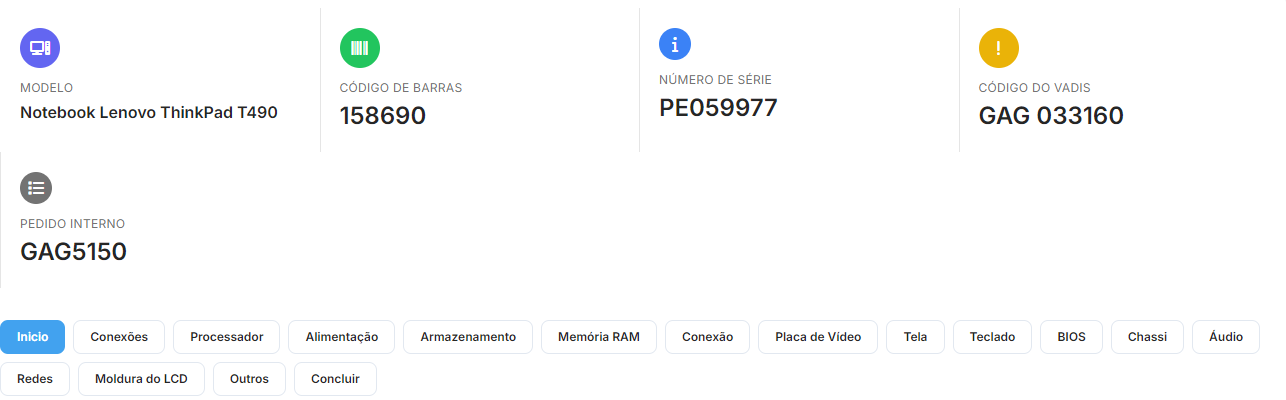 MODELO
Notebook Lenovo ThinkPad T490
CÓDIGO DE BARRAS
158690
NÚMERO DE SÉRIE
PE059977
CÓDIGO DO VADIS
GAG 033160
PEDIDO INTERNO
GAG5150
Inicio Conexões Processador Alimentação Armazenamento Memória RAM Conexão Placa de Vídeo Tela Teclado BIOS Chassi Áudio
Redes Moldura do LCD Outros Concluir